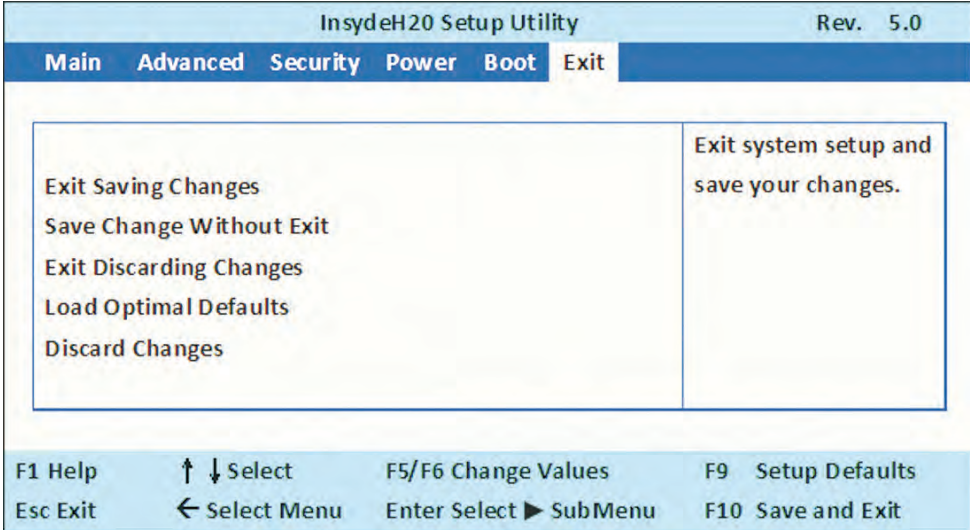 InsydeH20 Setup Utility Rev. 5.0
Main Advanced Security Power Boot Exit
Exit Saving Changes
Save Change Without Exit
Exit Discarding Changes
Load Optimal Defaults
Discard Changes
Exit system setup and
save your changes.
F1 Help ↑ ↓ Select F5/F6 Change Values F9 Setup Defaults
Esc Exit ← Select Menu Enter Select ▶ SubMenu F10 Save and Exit